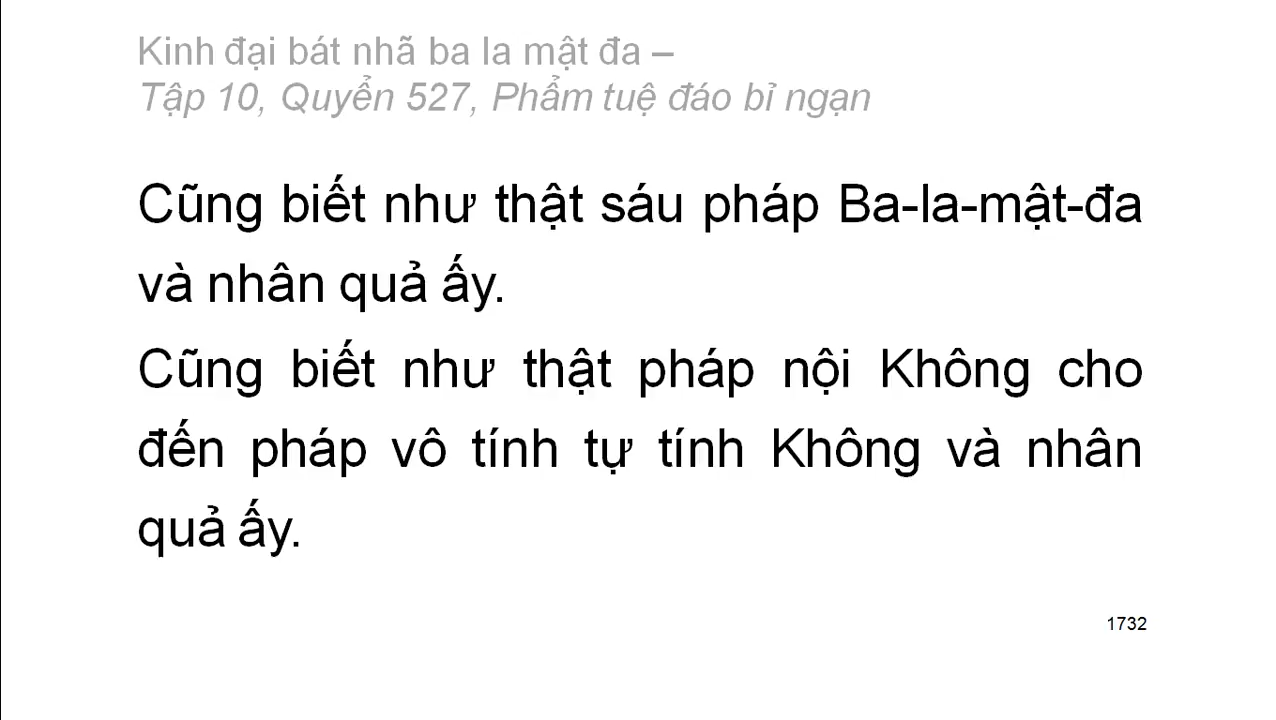 Kinh đại bát nhã ba la mật đa –
Tập 10, Quyển 527, Phẩm tuệ đáo bỉ ngạn
Cũng biết như thật sáu pháp Ba-la-mật-đa
và nhân quả ấy.
Cũng biết như thật pháp nội Không cho
đến pháp vô tính tự tính Không và nhân
quả ấy.
1732